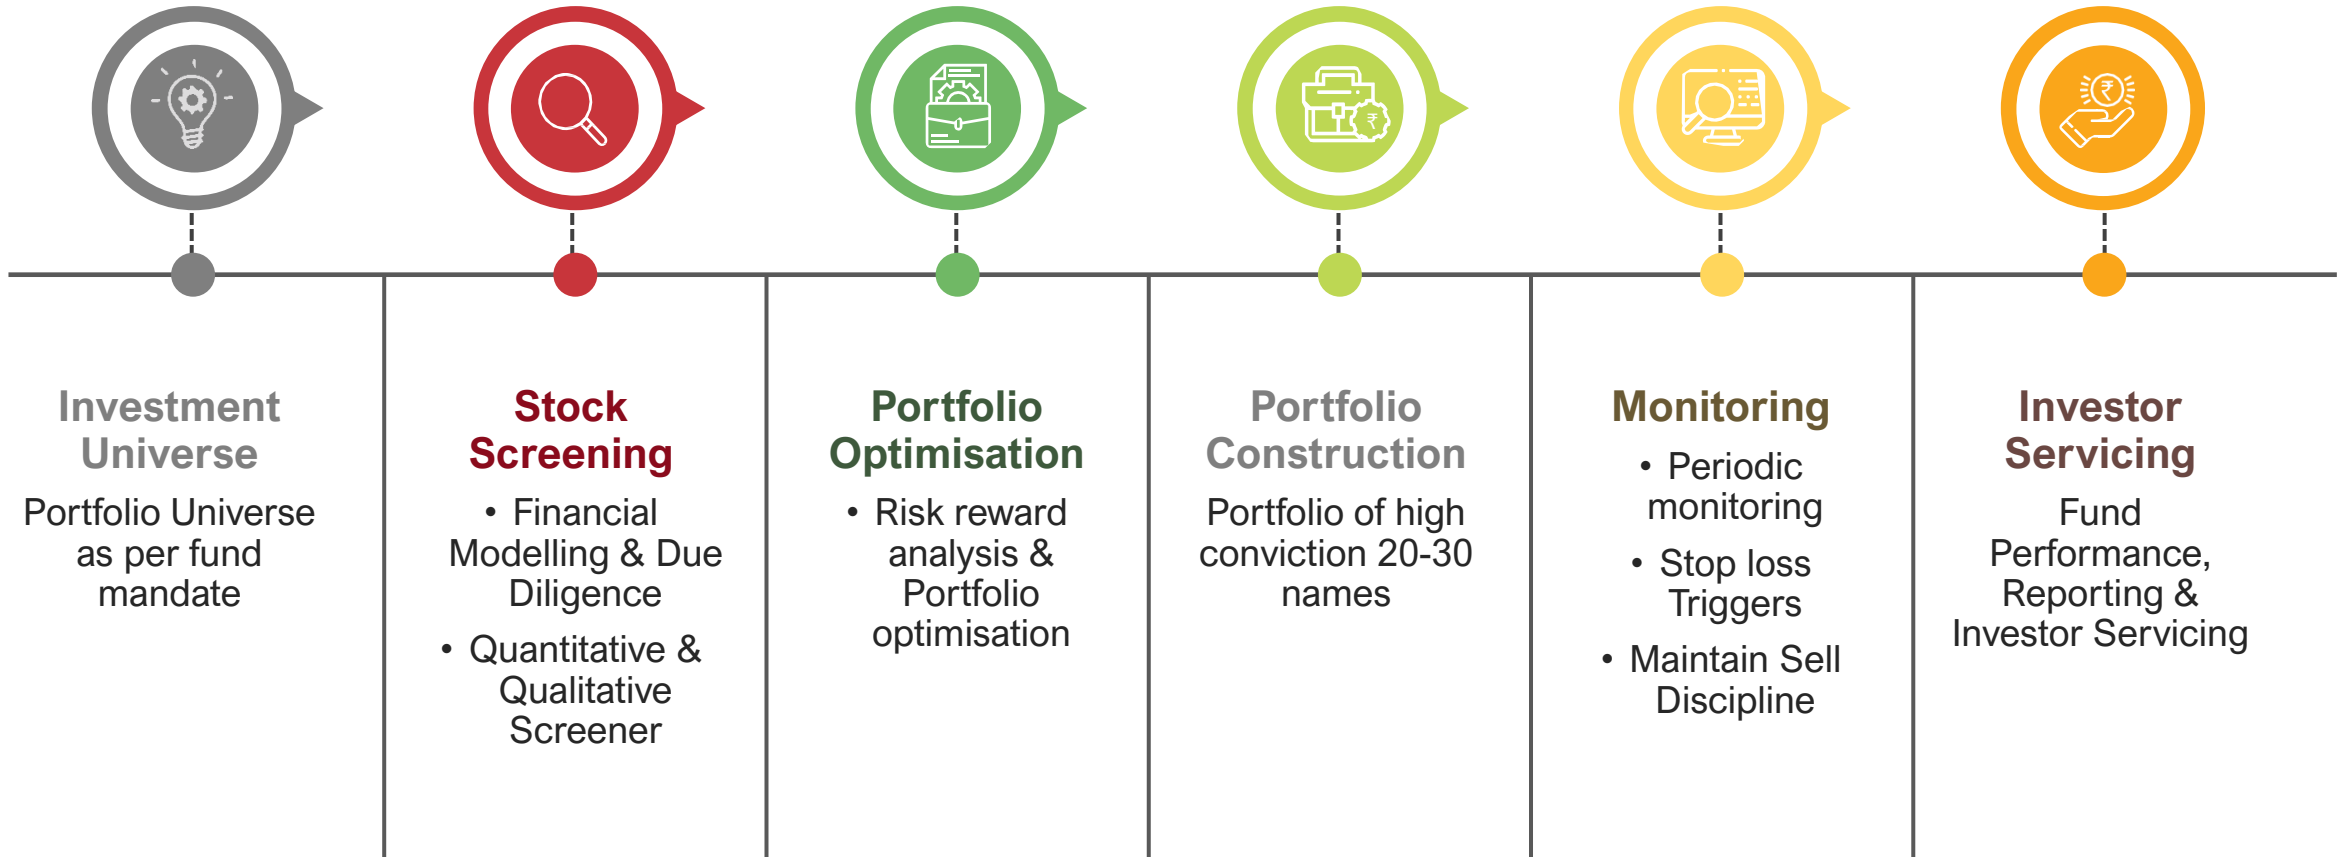 Investment
Universe
Portfolio Universe
as per fund
mandate
Stock
Screening
• Financial
Modelling & Due
Diligence
• Quantitative &
Qualitative
Screener
Portfolio
Optimisation
• Risk reward
analysis &
Portfolio
optimisation
Portfolio
Construction
₹
Portfolio of high
conviction 20-30
names
Monitoring
• Periodic
monitoring
• Stop loss
Triggers
• Maintain Sell
Discipline
₹
Investor
Servicing
Fund
Performance,
Reporting &
Investor Servicing